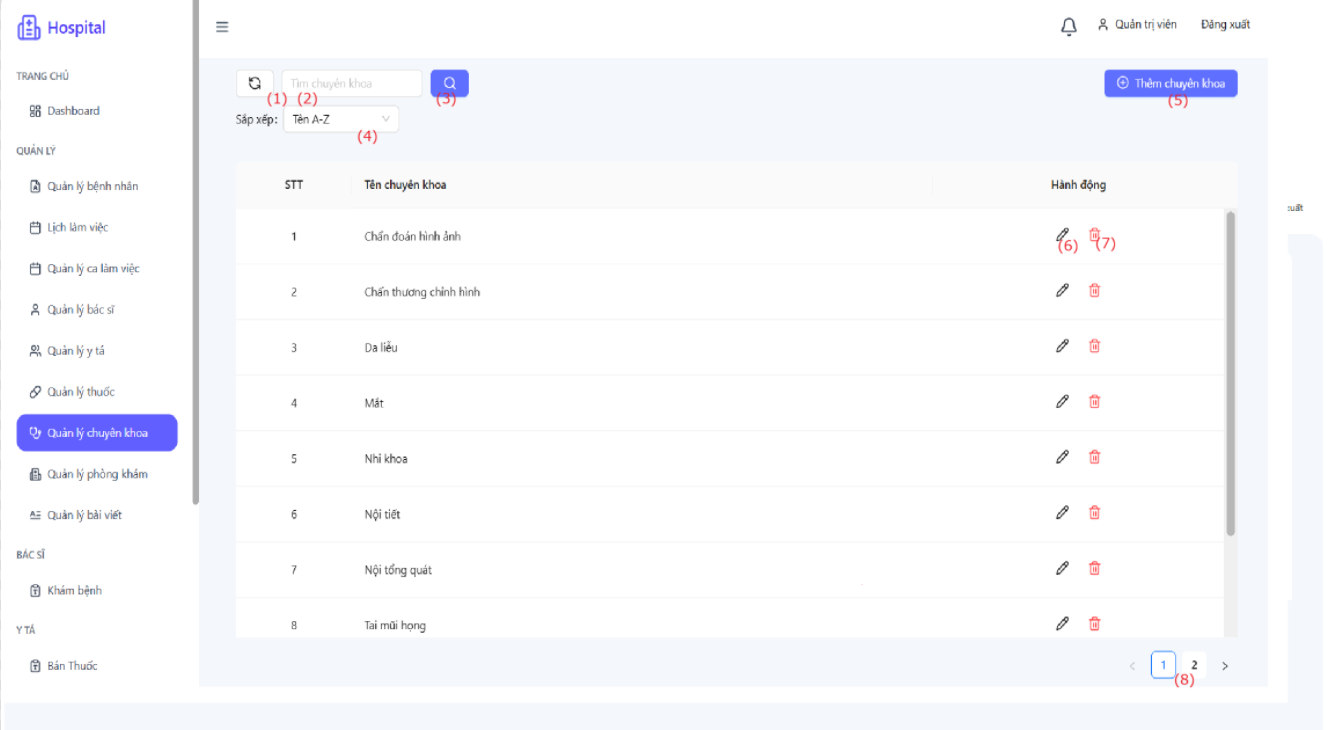 Hospital
Quản trị viên Đăng xuất
TRANG CHỦ
Dashboard
QUẢN LÝ
Quản lý bệnh nhân
Lịch làm việc
Quản lý ca làm việc
Quản lý bác sĩ
Quản lý y tá
Quản lý thuốc
Quản lý chuyên khoa
Quản lý phòng khám
Quản lý bài viết
BÁC SĨ
Khám bệnh
Y TÁ
Bán Thuốc
Tìm chuyên khoa
(1) (2) (3)
Thêm chuyên khoa
(5)
Sắp xếp: Tên A-Z
(4)
STT Tên chuyên khoa Hành động
1 Chẩn đoán hình ảnh
(6) (7)
2 Chấn thương chỉnh hình
3 Da liễu
4 Mắt
5 Nhi khoa
6 Nội tiết
7 Nội tổng quát
8 Tai mũi họng
< 1 2 >
(8)
xuất